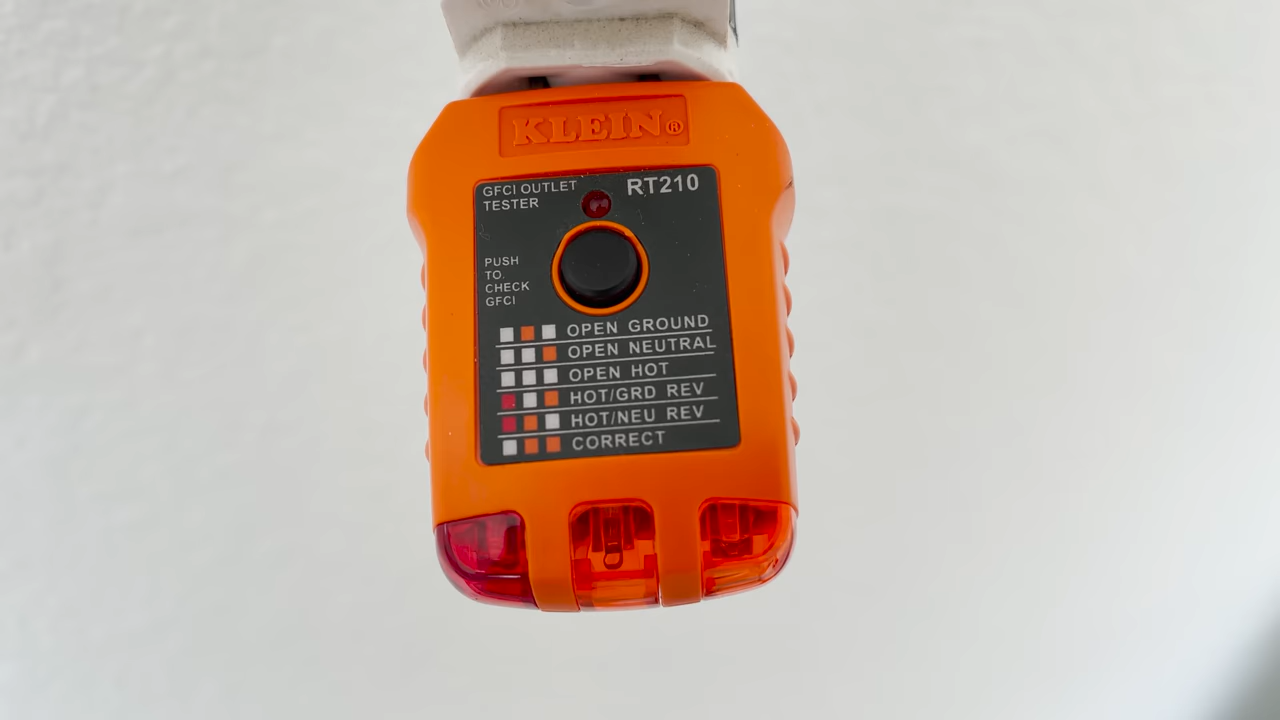 KLEIN®
GFCI OUTLET
TESTER
RT210
PUSH
TO
CHECK
GFCI
OPEN GROUND
OPEN NEUTRAL
OPEN HOT
HOT/GRD REV
HOT/NEU REV
CORRECT